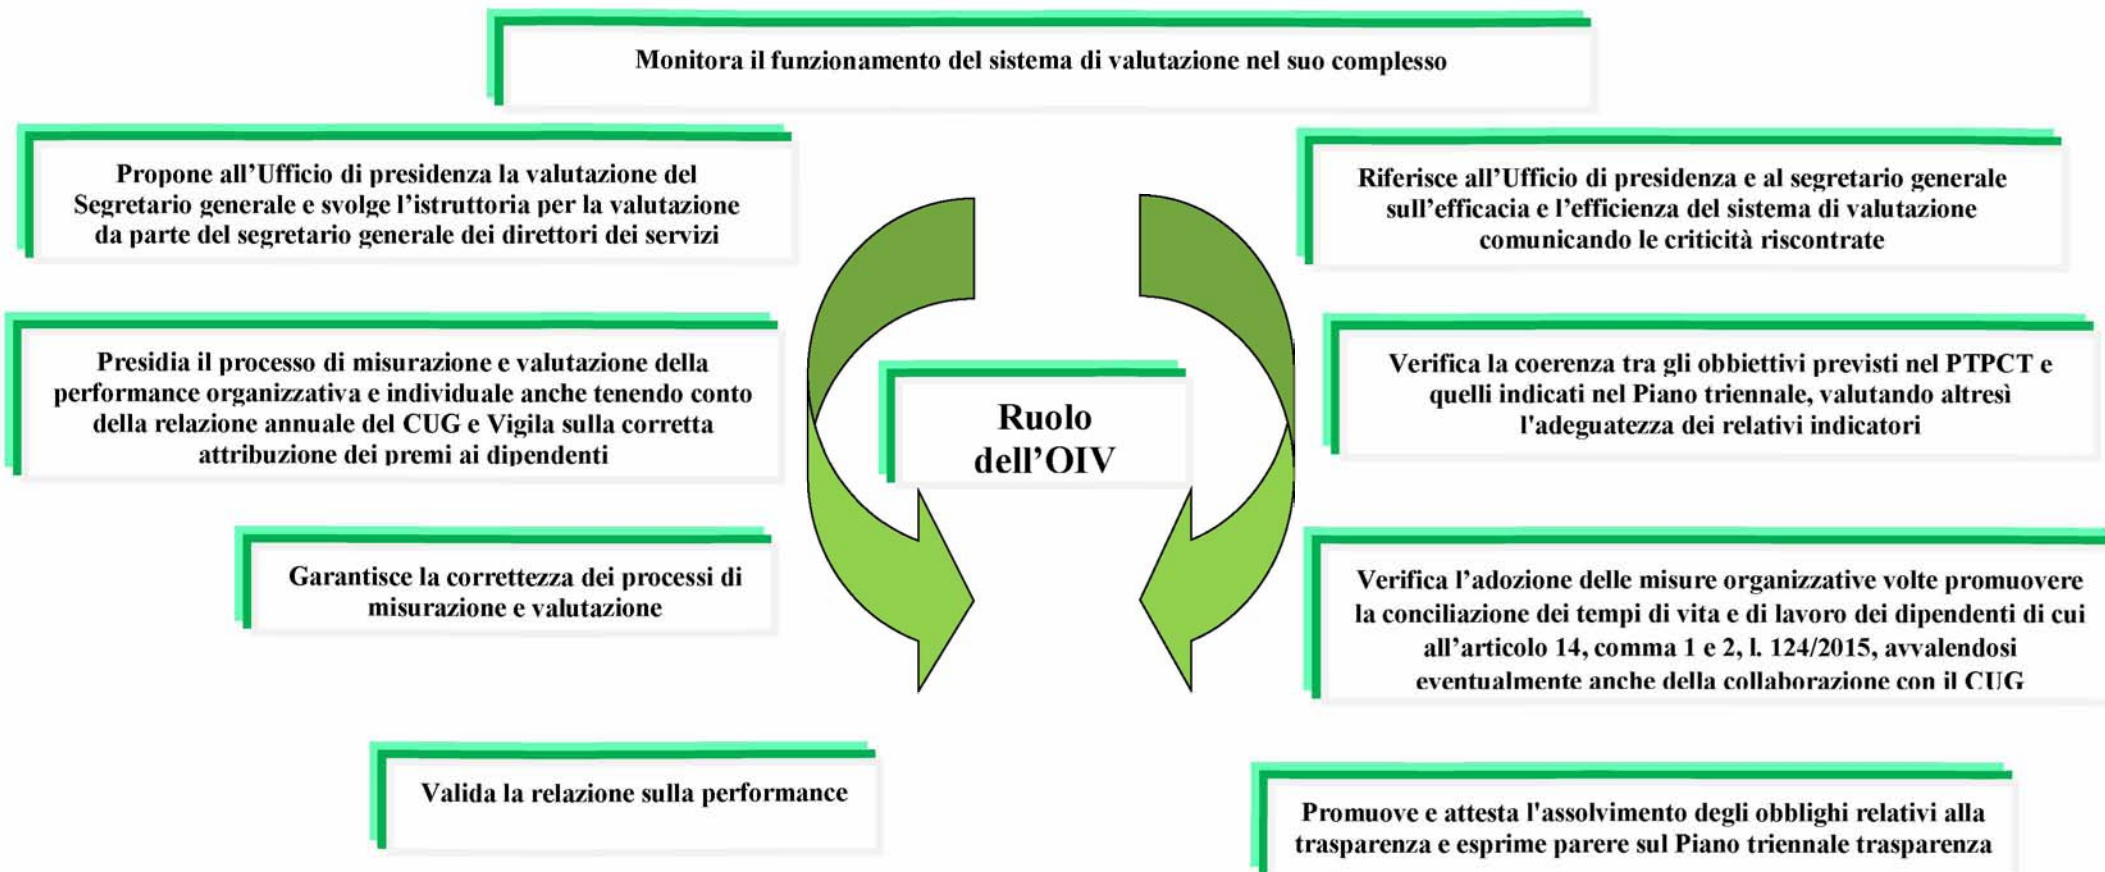 Monitora il funzionamento del sistema di valutazione nel suo complesso
Propone all’Ufficio di presidenza la valutazione del
Segretario generale e svolge l’istruttoria per la valutazione
da parte del segretario generale dei direttori dei servizi
Riferisce all’Ufficio di presidenza e al segretario generale
sull’efficacia e l’efficienza del sistema di valutazione
comunicando le criticità riscontrate
Presidia il processo di misurazione e valutazione della
performance organizzativa e individuale anche tenendo conto
della relazione annuale del CUG e Vigila sulla corretta
attribuzione dei premi ai dipendenti
Ruolo
dell’OIV
Verifica la coerenza tra gli obbiettivi previsti nel PTPCT e
quelli indicati nel Piano triennale, valutando altresì
l'adeguatezza dei relativi indicatori
Garantisce la correttezza dei processi di
misurazione e valutazione
Verifica l’adozione delle misure organizzative volte promuovere
la conciliazione dei tempi di vita e di lavoro dei dipendenti di cui
all’articolo 14, comma 1 e 2, l. 124/2015, avvalendosi
eventualmente anche della collaborazione con il CUG
Valida la relazione sulla performance
Promuove e attesta l'assolvimento degli obblighi relativi alla
trasparenza e esprime parere sul Piano triennale trasparenza